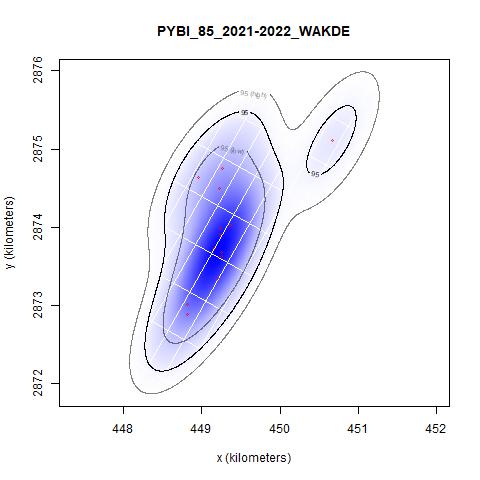 PYBI_85_2021-2022_WAKDE
2876
95 (high)
95
2875
95 (low)
95
2874
y (kilometers)
2873
2872
448 449 450 451 452
x (kilometers)